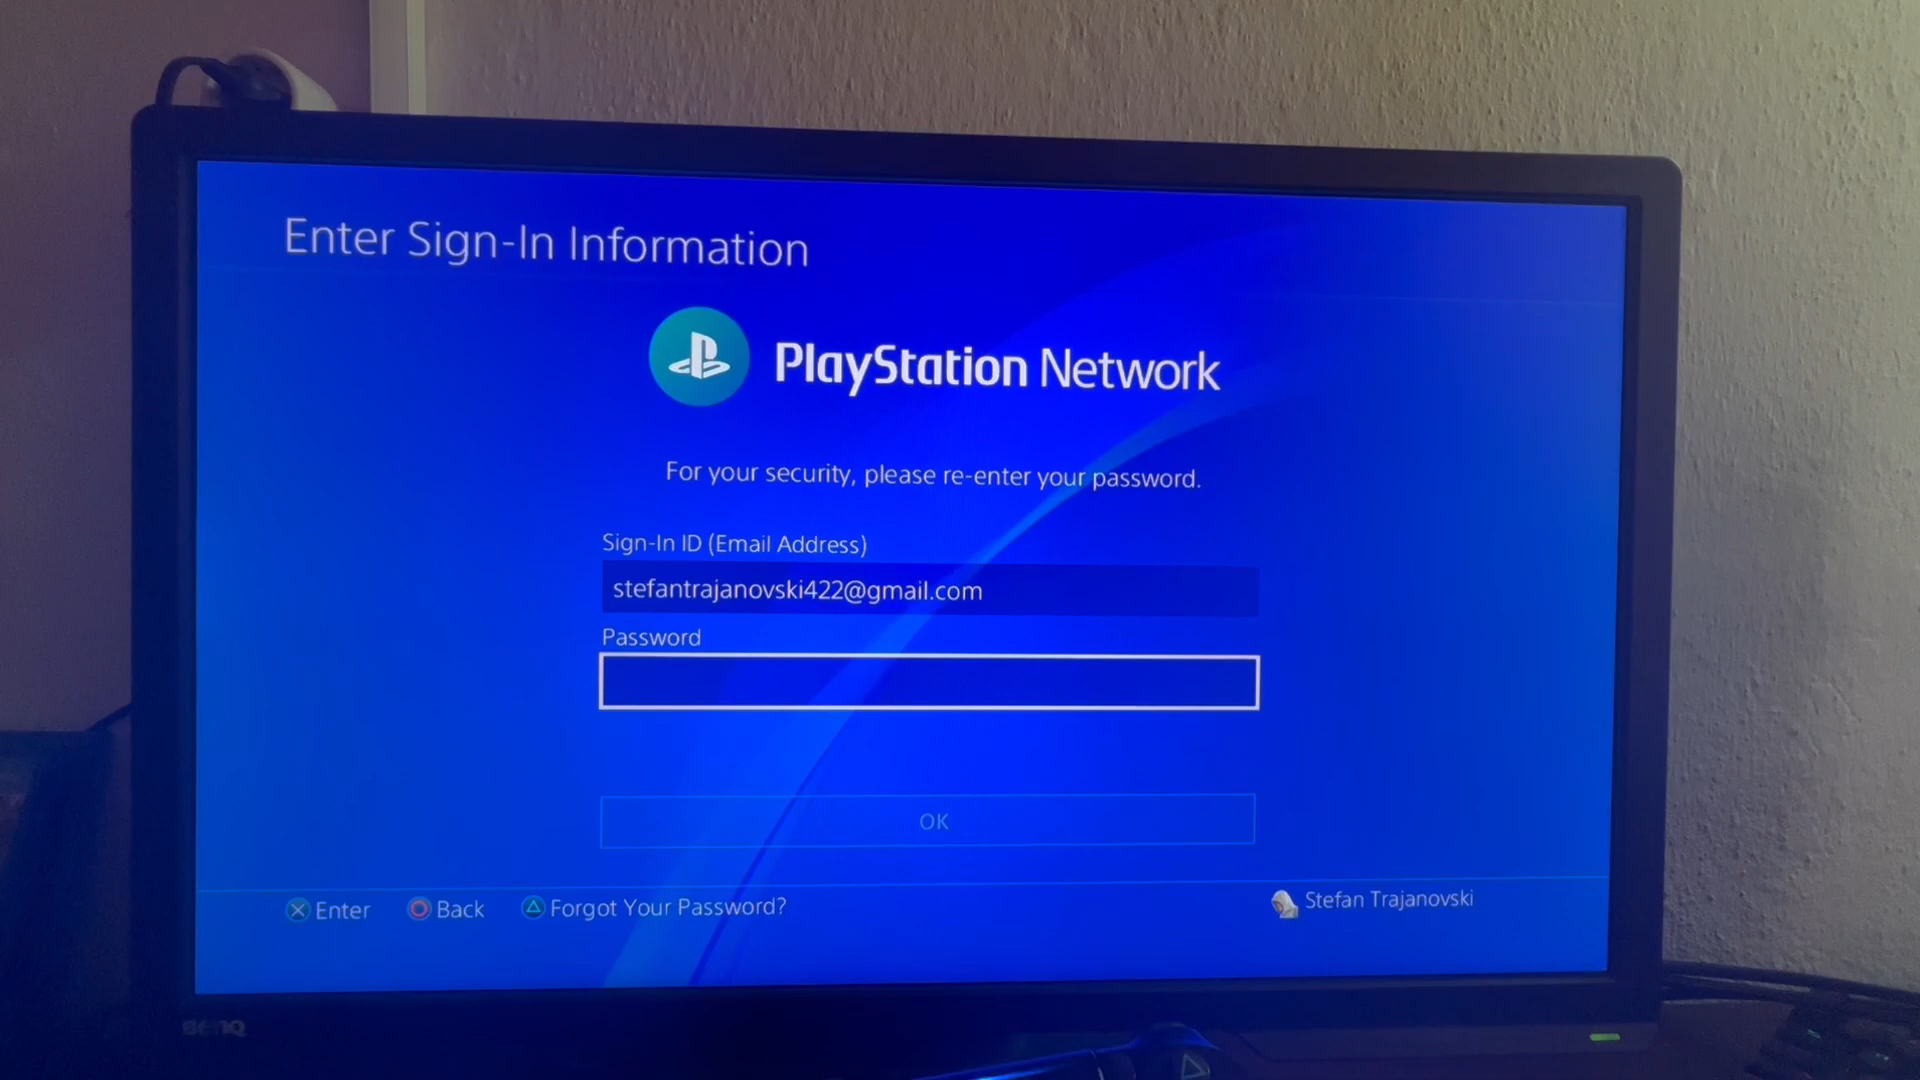 Enter Sign-In Information
PlayStation Network
For your security, please re-enter your password.
Sign-In ID (Email Address)
stefantrajanovski422@gmail.com
Password
OK
Enter Back Forgot Your Password? Stefan Trajanovski
BenQ